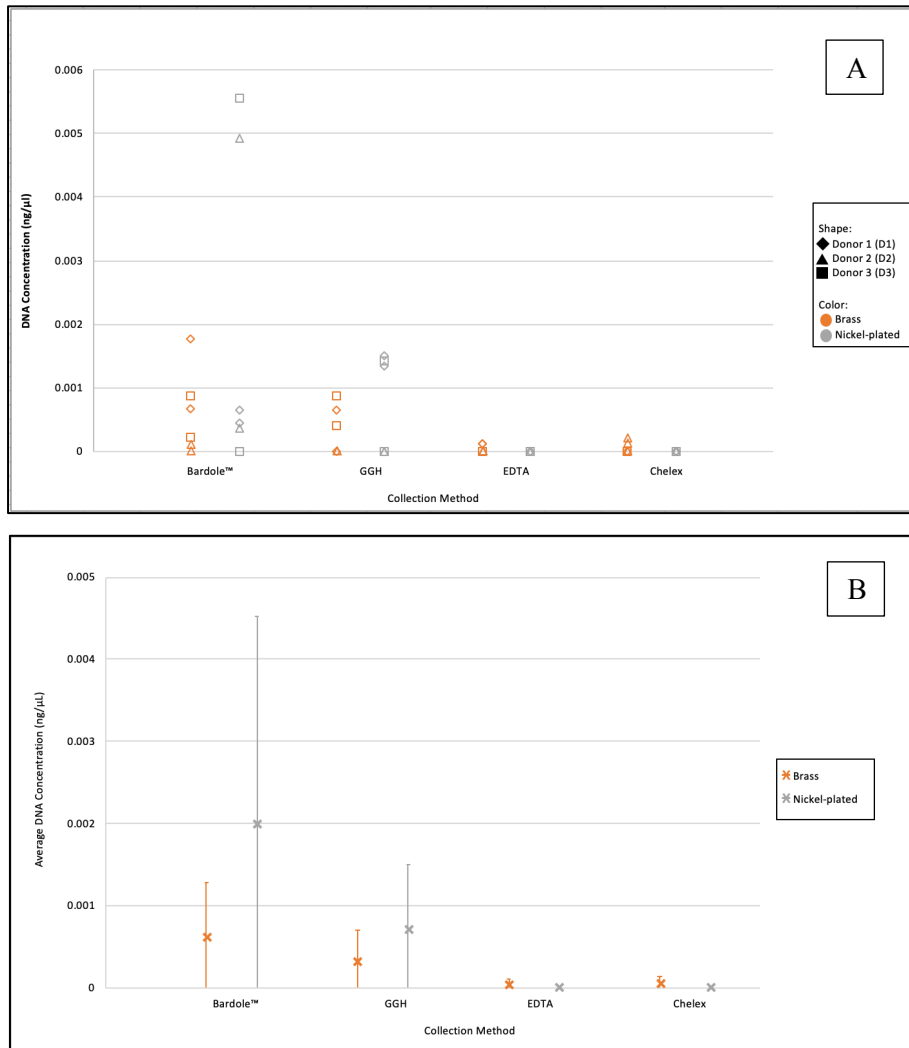 A
0.006
0.005
0.004
0.003
0.002
0.001
0
DNA Concentration (ng/µl)
Bardole™ GGH EDTA Chelex
Collection Method
Shape:
Donor 1 (D1)
Donor 2 (D2)
Donor 3 (D3)
Color:
Brass
Nickel-plated
B
0.005
0.004
0.003
0.002
0.001
0
Average DNA Concentration (ng/µL)
Bardole™ GGH EDTA Chelex
Collection Method
Brass
Nickel-plated